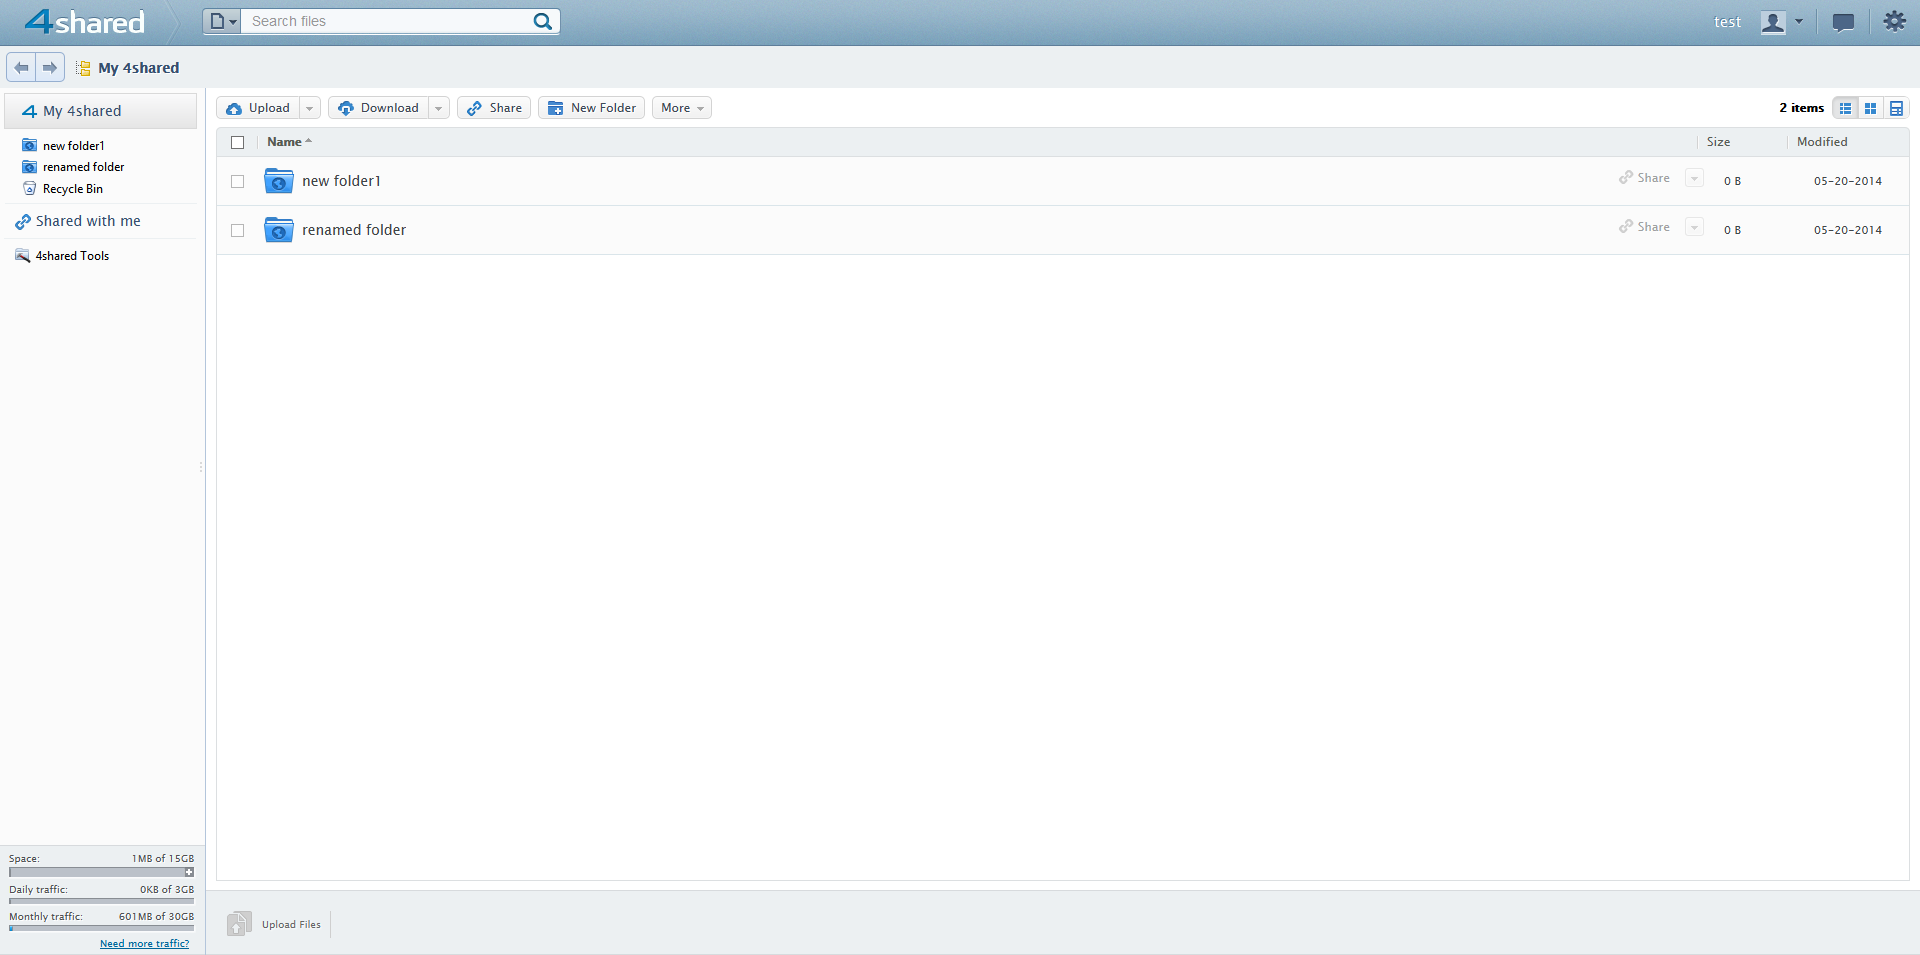 4shared
Search files
test
My 4shared
My 4shared
new folder1
renamed folder
Recycle Bin
Shared with me
4shared Tools
Upload
Download
Share
New Folder
More
2 items
Name
Size
Modified
new folder1
Share
0 B
05-20-2014
renamed folder
Share
0 B
05-20-2014
Space: 1MB of 15GB
Daily traffic: 0KB of 3GB
Monthly traffic: 601MB of 30GB
Need more traffic?
Upload Files